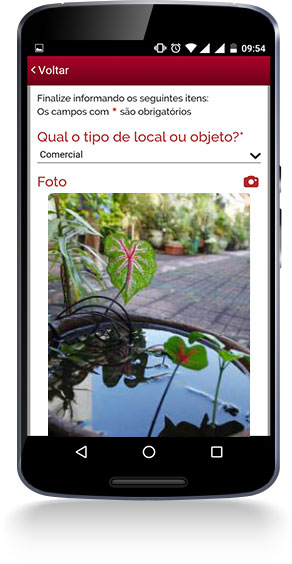 09:54
Voltar
Finalize informando os seguintes itens:
Os campos com * são obrigatórios
Qual o tipo de local ou objeto?*
Comercial
Foto